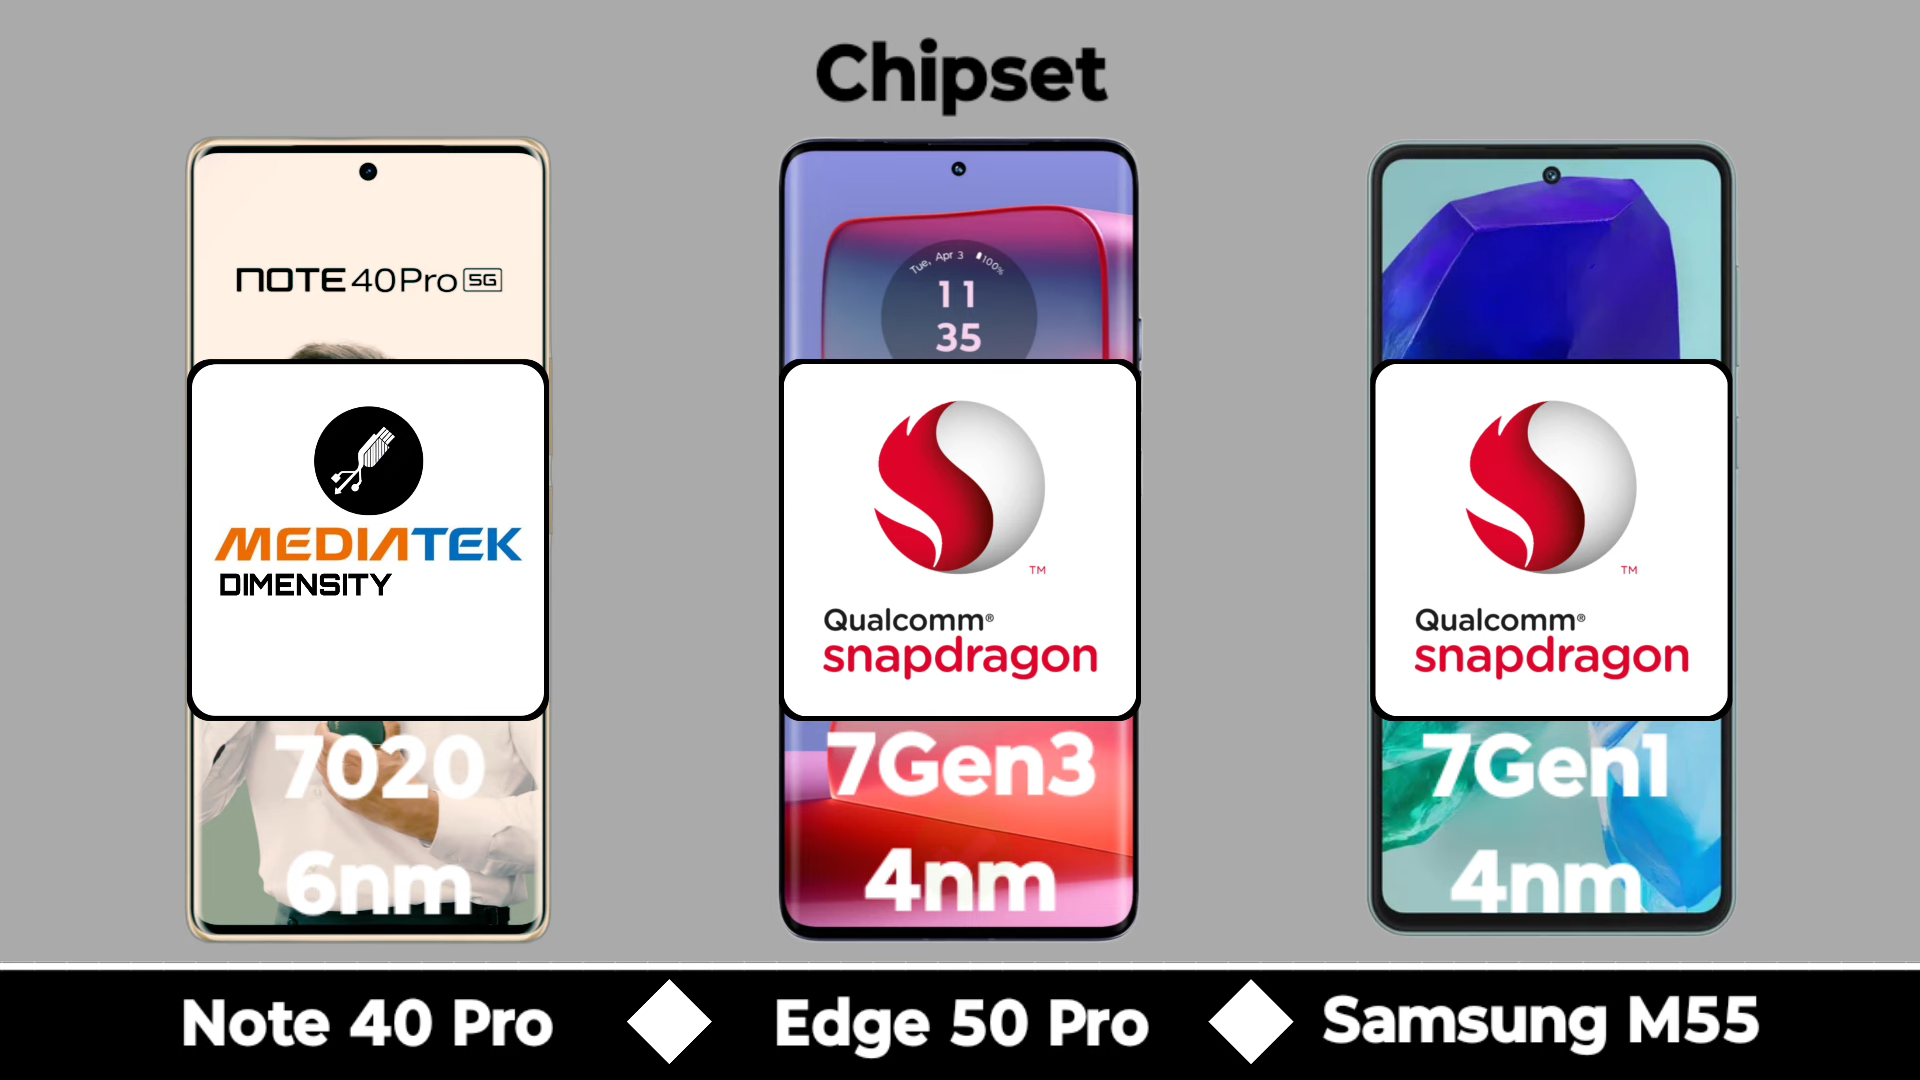 Chipset
NOTE 40 Pro 5G
MEDIATEK
DIMENSITY
7020
6nm
Tue, Apr 3 100%
11
35
TM
Qualcomm®
snapdragon
7Gen3
4nm
TM
Qualcomm®
snapdragon
7Gen1
4nm
Note 40 Pro
Edge 50 Pro
Samsung M55